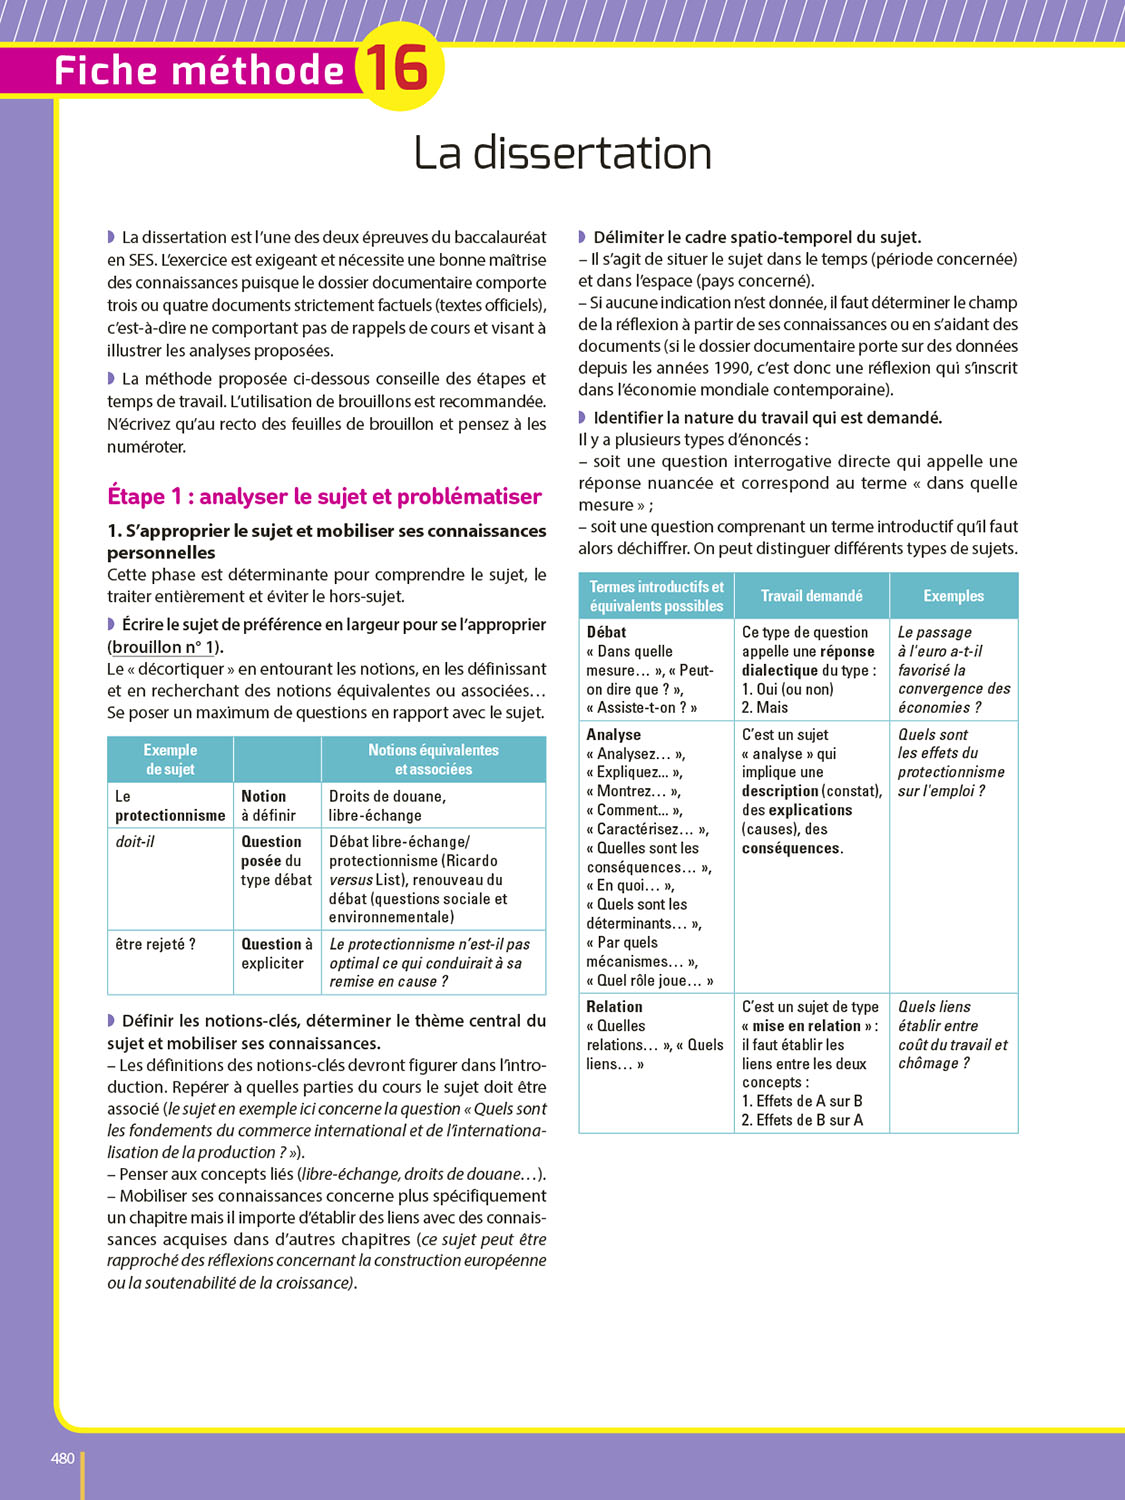 Fiche méthode 16
La dissertation
◗ La dissertation est l'une des deux épreuves du baccalauréat
en SES. L'exercice est exigeant et nécessite une bonne maîtrise
des connaissances puisque le dossier documentaire comporte
trois ou quatre documents strictement factuels (textes officiels),
c'est-à-dire ne comportant pas de rappels de cours et visant à
illustrer les analyses proposées.
◗ La méthode proposée ci-dessous conseille des étapes et
temps de travail. L'utilisation de brouillons est recommandée.
N'écrivez qu'au recto des feuilles de brouillon et pensez à les
numéroter.
Étape 1 : analyser le sujet et problématiser
1. S'approprier le sujet et mobiliser ses connaissances
personnelles
Cette phase est déterminante pour comprendre le sujet, le
traiter entièrement et éviter le hors-sujet.
◗ Écrire le sujet de préférence en largeur pour se l'approprier
(brouillon n° 1).
Le « décortiquer » en entourant les notions, en les définissant
et en recherchant des notions équivalentes ou associées…
Se poser un maximum de questions en rapport avec le sujet.
Exemple
de sujet
Notions équivalentes
et associées
Le
protectionnisme
Notion
à définir
Droits de douane,
libre-échange
doit-il
Question
posée du
type débat
Débat libre-échange/
protectionnisme (Ricardo
versus List), renouveau du
débat (questions sociale et
environnementale)
être rejeté ?
Question à
expliciter
Le protectionnisme n'est-il pas
optimal ce qui conduirait à sa
remise en cause ?
◗ Définir les notions-clés, déterminer le thème central du
sujet et mobiliser ses connaissances.
– Les définitions des notions-clés devront figurer dans l'intro-
duction. Repérer à quelles parties du cours le sujet doit être
associé (le sujet en exemple ici concerne la question « Quels sont
les fondements du commerce international et de l'internationa-
lisation de la production ? »).
– Penser aux concepts liés (libre-échange, droits de douane…).
– Mobiliser ses connaissances concerne plus spécifiquement
un chapitre mais il importe d'établir des liens avec des connais-
sances acquises dans d'autres chapitres (ce sujet peut être
rapproché des réflexions concernant la construction européenne
ou la soutenabilité de la croissance).
◗ Délimiter le cadre spatio-temporel du sujet.
– Il s'agit de situer le sujet dans le temps (période concernée)
et dans l'espace (pays concerné).
– Si aucune indication n'est donnée, il faut déterminer le champ
de la réflexion à partir de ses connaissances ou en s'aidant des
documents (si le dossier documentaire porte sur des données
depuis les années 1990, c'est donc une réflexion qui s'inscrit
dans l'économie mondiale contemporaine).
◗ Identifier la nature du travail qui est demandé.
Il y a plusieurs types d'énoncés :
– soit une question interrogative directe qui appelle une
réponse nuancée et correspond au terme « dans quelle
mesure » ;
– soit une question comprenant un terme introductif qu'il faut
alors déchiffrer. On peut distinguer différents types de sujets.
Termes introductifs et
équivalents possibles
Travail demandé
Exemples
Débat
« Dans quelle
mesure… », « Peut-
on dire que ? »,
« Assiste-t-on ? »
Ce type de question
appelle une réponse
dialectique du type :
1. Oui (ou non)
2. Mais
Le passage
à l'euro a-t-il
favorisé la
convergence des
économies ?
Analyse
« Analysez… »,
« Expliquez... »,
« Montrez… »,
« Comment... »,
« Caractérisez… »,
« Quelles sont les
conséquences… »,
« En quoi… »,
« Quels sont les
déterminants… »,
« Par quels
mécanismes… »,
« Quel rôle joue… »
C'est un sujet
« analyse » qui
implique une
description (constat),
des explications
(causes), des
conséquences.
Quels sont
les effets du
protectionnisme
sur l'emploi ?
Relation
« Quelles
relations… », « Quels
liens… »
C'est un sujet de type
« mise en relation » :
il faut établir les
liens entre les deux
concepts :
1. Effets de A sur B
2. Effets de B sur A
Quels liens
établir entre
coût du travail et
chômage ?
480